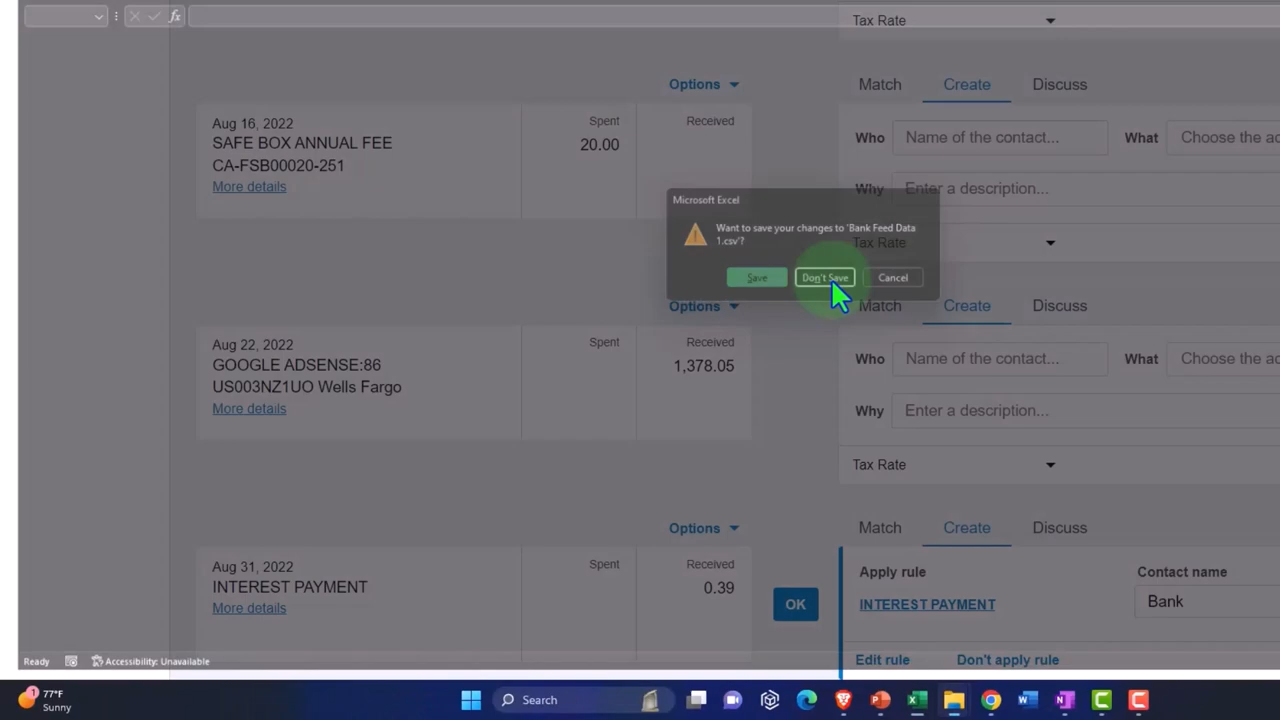 Tax Rate
Options
Match Create Discuss
Aug 16, 2022
SAFE BOX ANNUAL FEE
CA-FSB00020-251
More details
Spent
20.00
Received
Who Name of the contact... What Choose the ac
Why Enter a description...
Tax Rate
Microsoft Excel
Want to save your changes to 'Bank Feed Data
1.csv'?
Save Don't Save Cancel
Options
Match Create Discuss
Aug 22, 2022
GOOGLE ADSENSE:86
US003NZ1UO Wells Fargo
More details
Spent
Received
1,378.05
Who Name of the contact... What Choose the ac
Why Enter a description...
Tax Rate
Options
Match Create Discuss
Aug 31, 2022
INTEREST PAYMENT
More details
Spent
Received
0.39
OK
Apply rule
INTEREST PAYMENT
Contact name
Bank
Edit rule Don't apply rule
Ready Accessibility: Unavailable
1
77°F
Sunny
Search